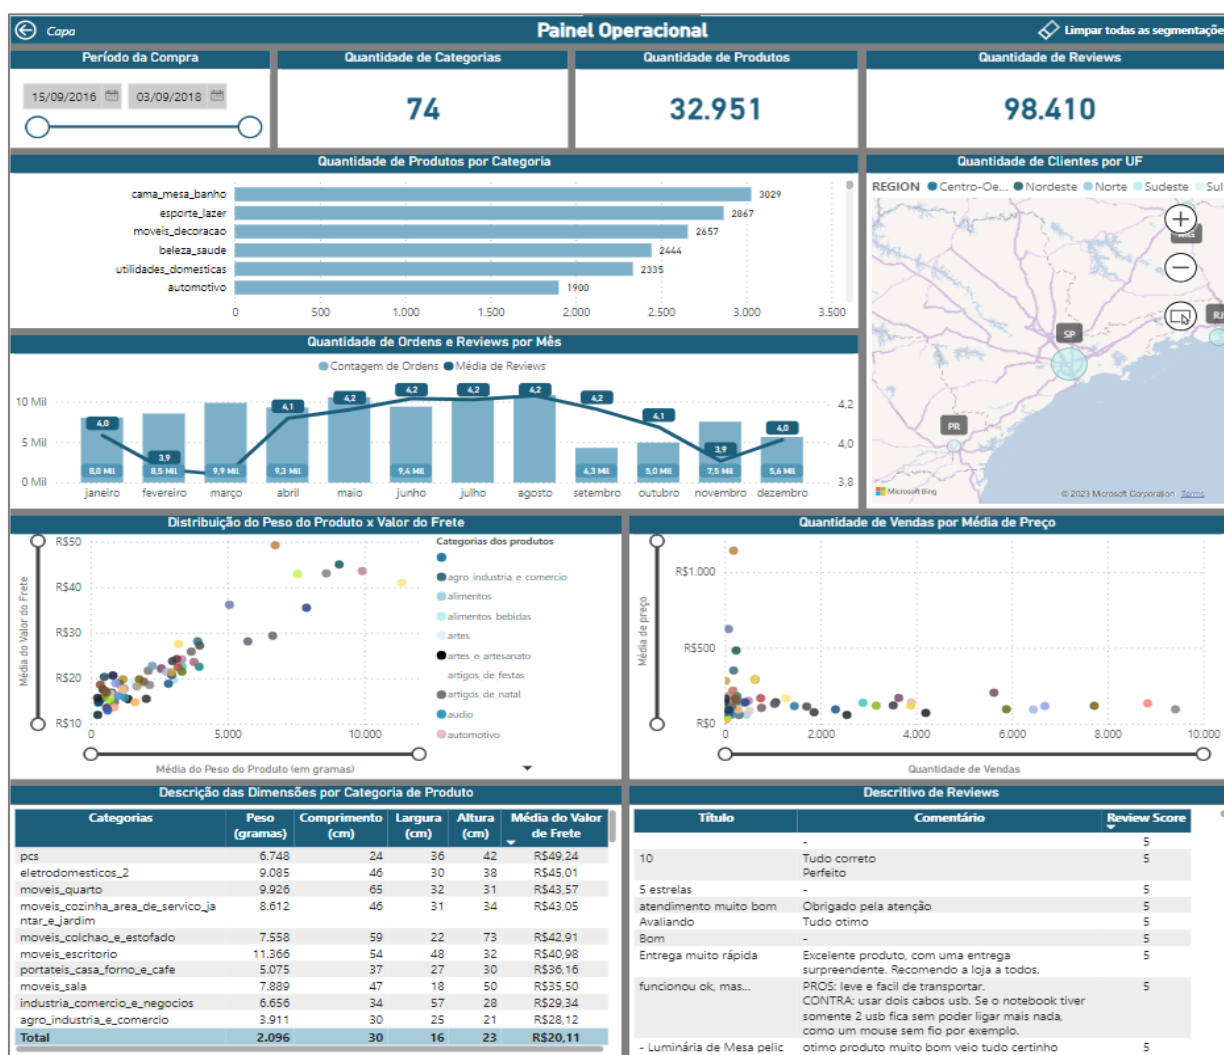 Capa
Painel Operacional
Limpar todas as segmentaçõe
Período da Compra
15/09/2016
03/09/2018
Quantidade de Categorias
74
Quantidade de Produtos
32.951
Quantidade de Reviews
98.410
Quantidade de Produtos por Categoria
cama_mesa_banho 3029
esporte_lazer 2867
moveis_decoracao 2657
beleza_saude 2444
utilidades_domesticas 2335
automotivo 1900
0 500 1.000 1.500 2.000 2.500 3.000 3.500
Quantidade de Clientes por UF
REGION Centro-Oe... Nordeste Norte Sudeste Sul
SP
RJ
PR
Microsoft Bing
© 2023 Microsoft Corporation Terms
Quantidade de Ordens e Reviews por Mês
Contagem de Ordens Média de Reviews
10 Mil
5 Mil
0 Mil
4,0 3,9 4,1 4,2 4,2 4,2 4,2 4,1 3,9 4,0
8,0 Mil 8,5 Mil 9,9 Mil 9,3 Mil 9,4 Mil 4,3 Mil 5,0 Mil 7,5 Mil 5,6 Mil
4,2
4,0
3,8
janeiro fevereiro março abril maio junho julho agosto setembro outubro novembro dezembro
Distribuição do Peso do Produto x Valor do Frete
Média do Valor do Frete
R$50
R$40
R$30
R$20
R$10
0 5.000 10.000
Média do Peso do Produto (em gramas)
Categorias dos produtos
agro_industria_e_comercio
alimentos
alimentos_bebidas
artes
artes_e_artesanato
artigos_de_festas
artigos_de_natal
audio
automotivo
Quantidade de Vendas por Média de Preço
Média de preço
R$1.000
R$500
R$0
0 2.000 4.000 6.000 8.000 10.000
Quantidade de Vendas
Descrição das Dimensões por Categoria de Produto
Categorias Peso (gramas) Comprimento (cm) Largura (cm) Altura (cm) Média do Valor de Frete
pcs 6.748 24 36 42 R$49,24
eletrodomesticos_2 9.085 46 30 38 R$45,01
moveis_quarto 9.926 65 32 31 R$43,57
moveis_cozinha_area_de_servico_ja 8.612 46 31 34 R$43,05
ntar_e_jardim
moveis_colchao_e_estofado 7.558 59 22 73 R$42,91
moveis_escritorio 11.366 54 48 32 R$40,98
portateis_casa_forno_e_cafe 5.075 37 27 30 R$36,16
moveis_sala 7.889 47 18 50 R$35,50
industria_comercio_e_negocios 6.656 34 57 28 R$29,34
agro_industria_e_comercio 3.911 30 25 21 R$28,12
Total 2.096 30 16 23 R$20,11
Descritivo de Reviews
Título Comentário Review Score
- 5
10 Tudo correto 5
Perfeito
5 estrelas - 5
atendimento muito bom Obrigado pela atenção 5
Avaliando Tudo otimo 5
Bom - 5
Entrega muito rápida Excelente produto, com uma entrega 5
surpreendente. Recomendo a loja a todos.
funcionou ok, mas... PROS: leve e facil de transportar. 5
CONTRA: usar dois cabos usb. Se o notebook tiver
somente 2 usb fica sem poder ligar mais nada,
como um mouse sem fio por exemplo.
- Luminária de Mesa pelic otimo produto muito bom veio tudo certinho 5